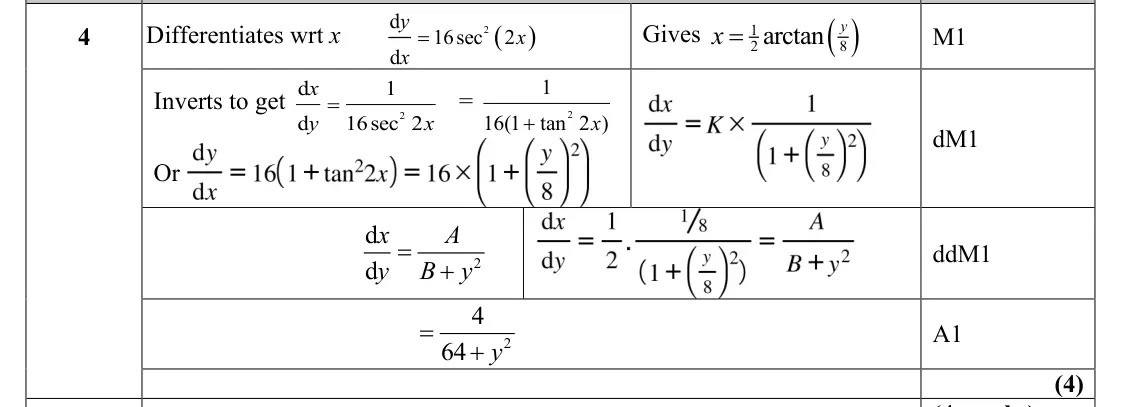 4 Differentiates wrt x dy/dx = 16sec²(2x) Gives x = ½ arctan(y/8) M1
Inverts to get dx/dy = 1/(16sec² 2x) = 1/(16(1 + tan² 2x)) dx/dy = K × 1/(1 + (y/8)²) dM1
Or dy/dx = 16(1 + tan²2x) = 16 × (1 + (y/8)²)
dx/dy = A/(B + y²) dx/dy = 1/2 . (1/8)/(1 + (y/8)²) = A/(B + y²) ddM1
= 4/(64 + y²) A1
(4)